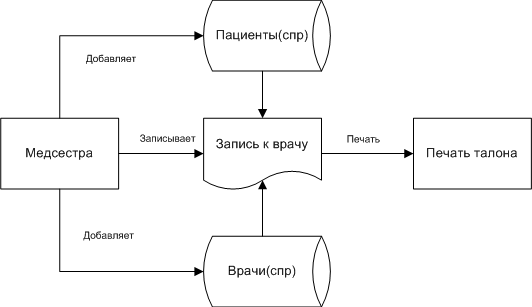 Пациенты(спр)
Добавляет
Медсестра
Записывает
Запись к врачу
Печать
Печать талона
Добавляет
Врачи(спр)